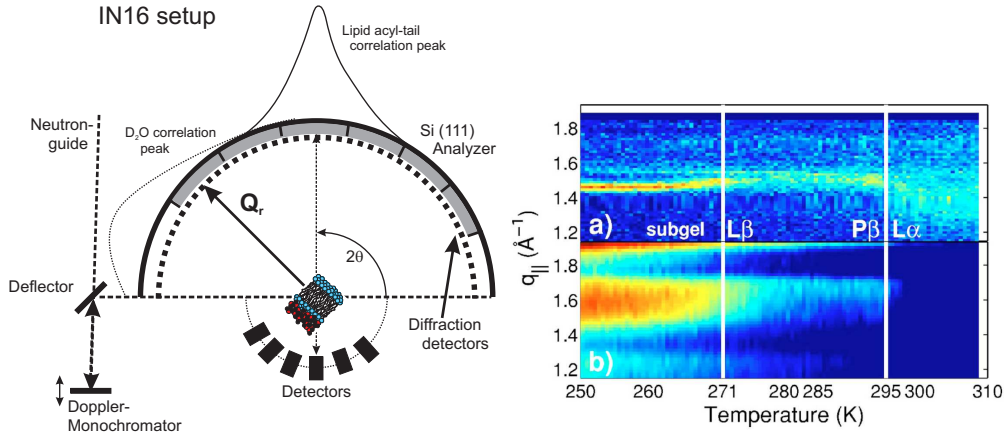 IN16 setup
Lipid acyl-tail
correlation peak
Neutron-
guide
D₂O correlation
peak
Si (111)
Analyzer
Qr
2θ
Deflector
Diffraction
detectors
Detectors
Doppler-
Monochromator
q|| (Å⁻¹)
1.8
1.6
1.4
1.2
a) subgel Lβ Pβ Lα
1.8
1.6
1.4
1.2
b)
250 260 271 280 285 295 300 310
Temperature (K)